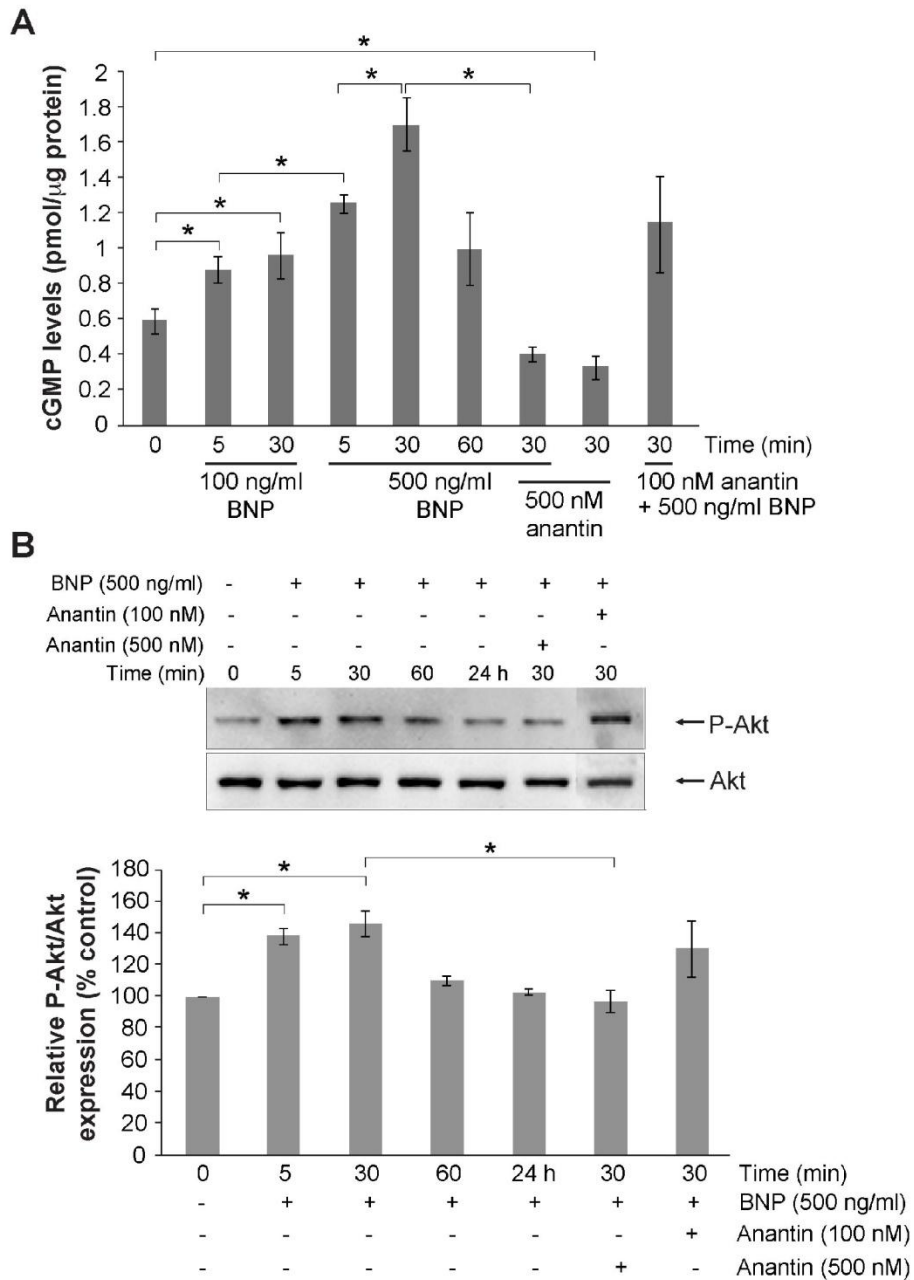 A
*
* *
*
*
*
2
1.8
1.6
1.4
1.2
1
0.8
0.6
0.4
0.2
0
cGMP levels (pmol/µg protein)
0 5 30 5 30 60 30 30 30 Time (min)
100 ng/ml BNP
500 ng/ml BNP
500 nM anantin
100 nM anantin + 500 ng/ml BNP
B
BNP (500 ng/ml) - + + + + + +
Anantin (100 nM) - - - - - - +
Anantin (500 nM) - - - - - + -
Time (min) 0 5 30 60 24 h 30 30
P-Akt
Akt
*
*
*
180
160
140
120
100
80
60
40
20
0
Relative P-Akt/Akt
expression (% control)
0 5 30 60 24 h 30 30 Time (min)
- + + + + + + BNP (500 ng/ml)
- - - - - - + Anantin (100 nM)
- - - - - + - Anantin (500 nM)